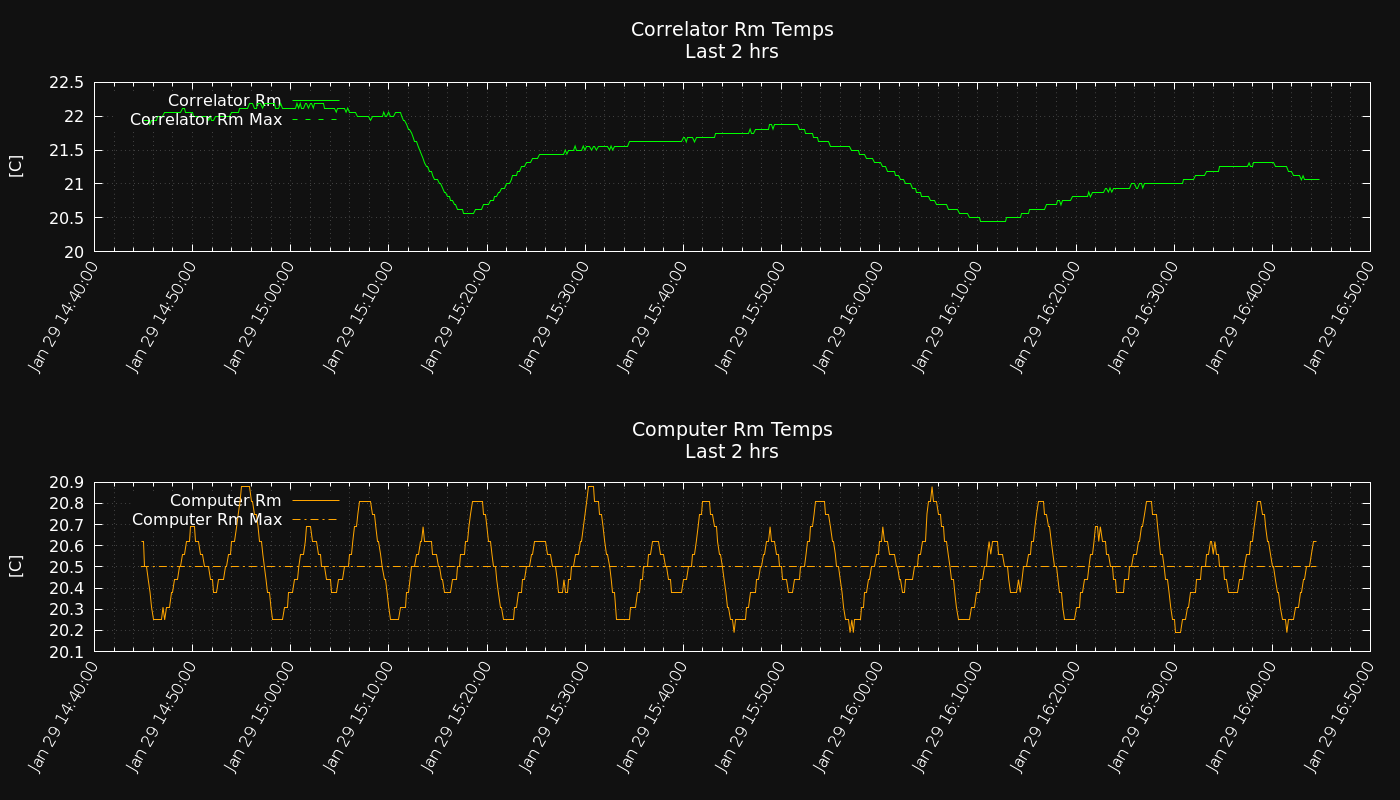 Correlator Rm Temps
Last 2 hrs
[C]
22.5
22
21.5
21
20.5
20
Correlator Rm
Correlator Rm Max
Jan 29 14:40:00
Jan 29 14:50:00
Jan 29 15:00:00
Jan 29 15:10:00
Jan 29 15:20:00
Jan 29 15:30:00
Jan 29 15:40:00
Jan 29 15:50:00
Jan 29 16:00:00
Jan 29 16:10:00
Jan 29 16:20:00
Jan 29 16:30:00
Jan 29 16:40:00
Jan 29 16:50:00
Computer Rm Temps
Last 2 hrs
[C]
20.9
20.8
20.7
20.6
20.5
20.4
20.3
20.2
20.1
Computer Rm
Computer Rm Max
Jan 29 14:40:00
Jan 29 14:50:00
Jan 29 15:00:00
Jan 29 15:10:00
Jan 29 15:20:00
Jan 29 15:30:00
Jan 29 15:40:00
Jan 29 15:50:00
Jan 29 16:00:00
Jan 29 16:10:00
Jan 29 16:20:00
Jan 29 16:30:00
Jan 29 16:40:00
Jan 29 16:50:00